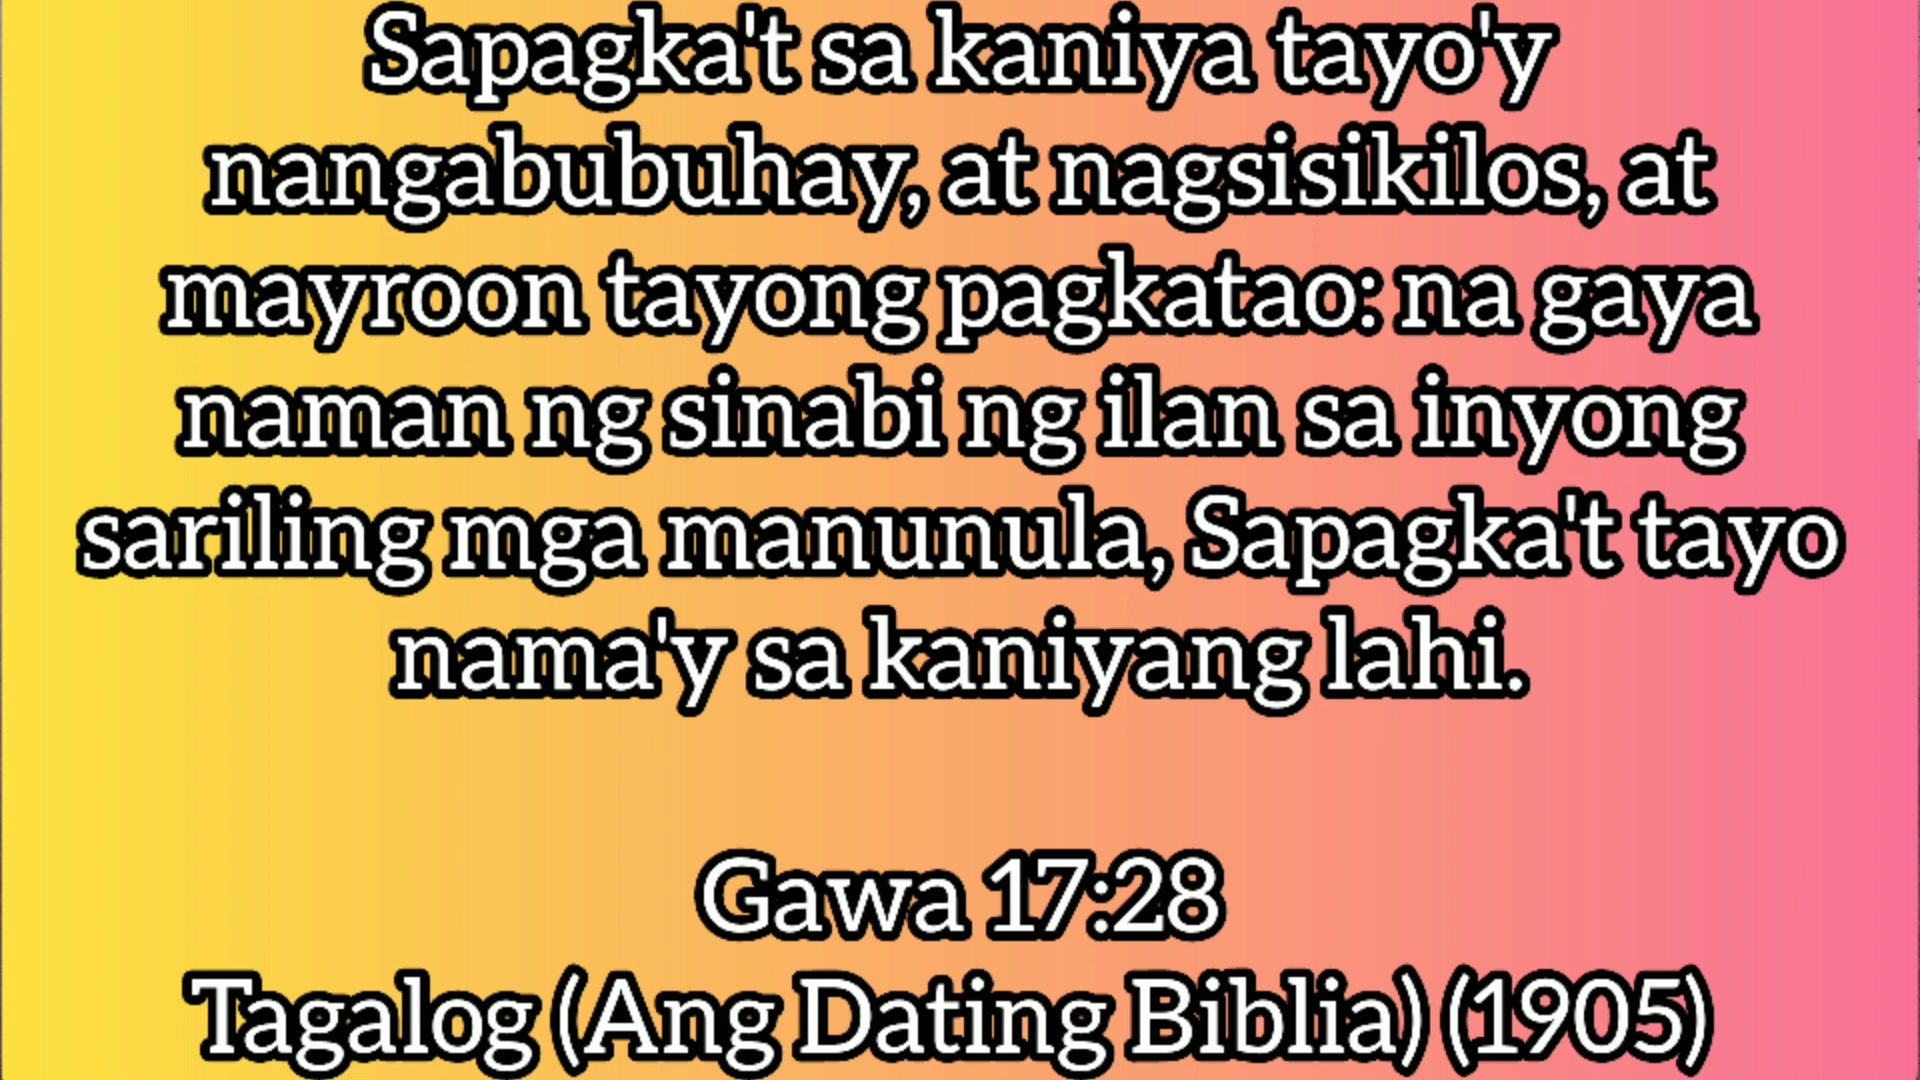 Sapagka't sa kaniya tayo'y
nangabubuhay, at nagsisikilos, at
mayroon tayong pagkatao: na gaya
naman ng sinabi ng ilan sa inyong
sariling mga manunula, Sapagka't tayo
nama'y sa kaniyang lahi.
Gawa 17:28
Tagalog (Ang Dating Biblia) (1905)